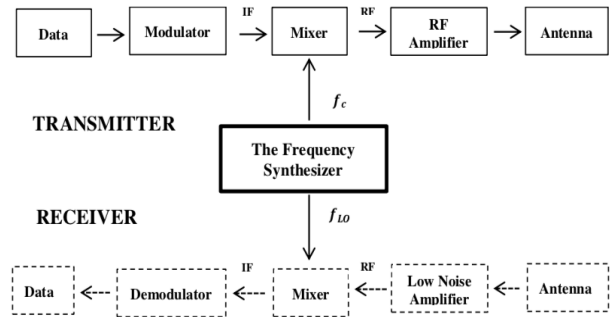 IF
RF
Data
Modulator
Mixer
RF
Amplifier
Antenna
f_c
TRANSMITTER
The Frequency
Synthesizer
RECEIVER
f_LO
IF
RF
Data
Demodulator
Mixer
Low Noise
Amplifier
Antenna